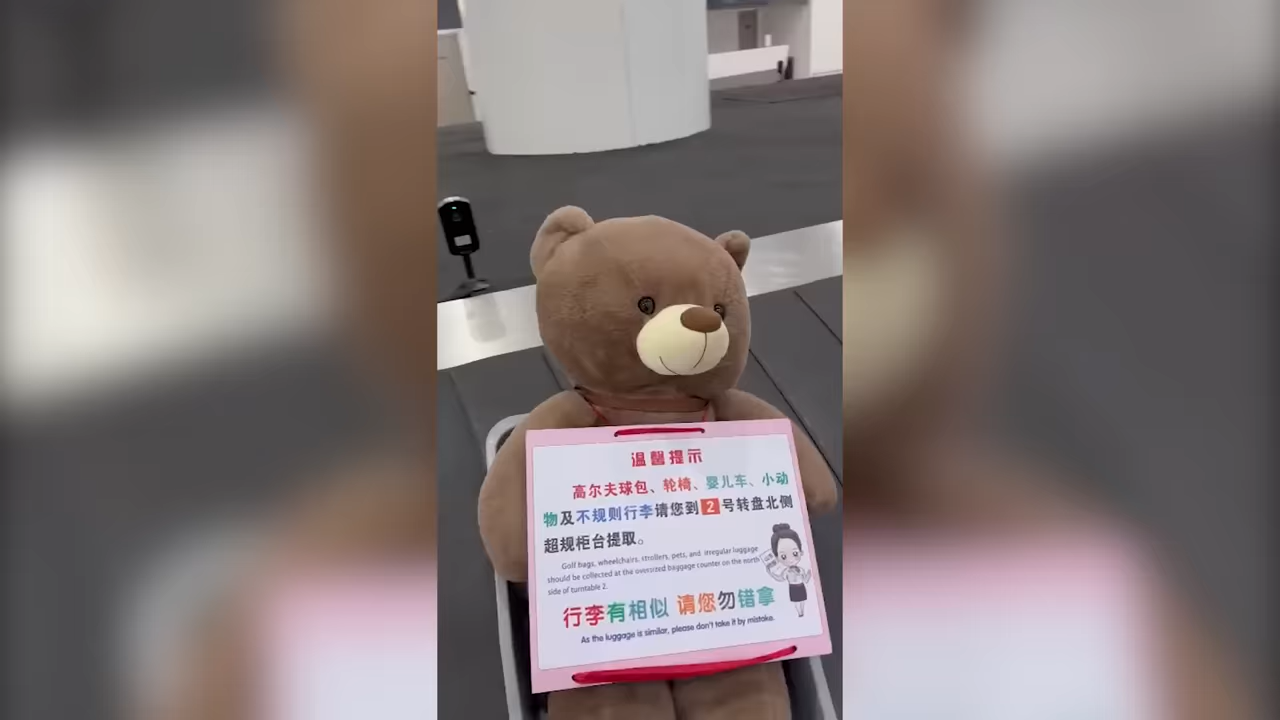 温馨提示
高尔夫球包、轮椅、婴儿车、小动
物及不规则行李请您到2号转盘北侧
超规柜台提取。
Golf bags, wheelchairs, strollers, pets, and irregular luggage
should be collected at the oversized baggage counter on the north
side of turntable 2.
行李有相似 请您勿错拿
As the luggage is similar, please don't take it by mistake.